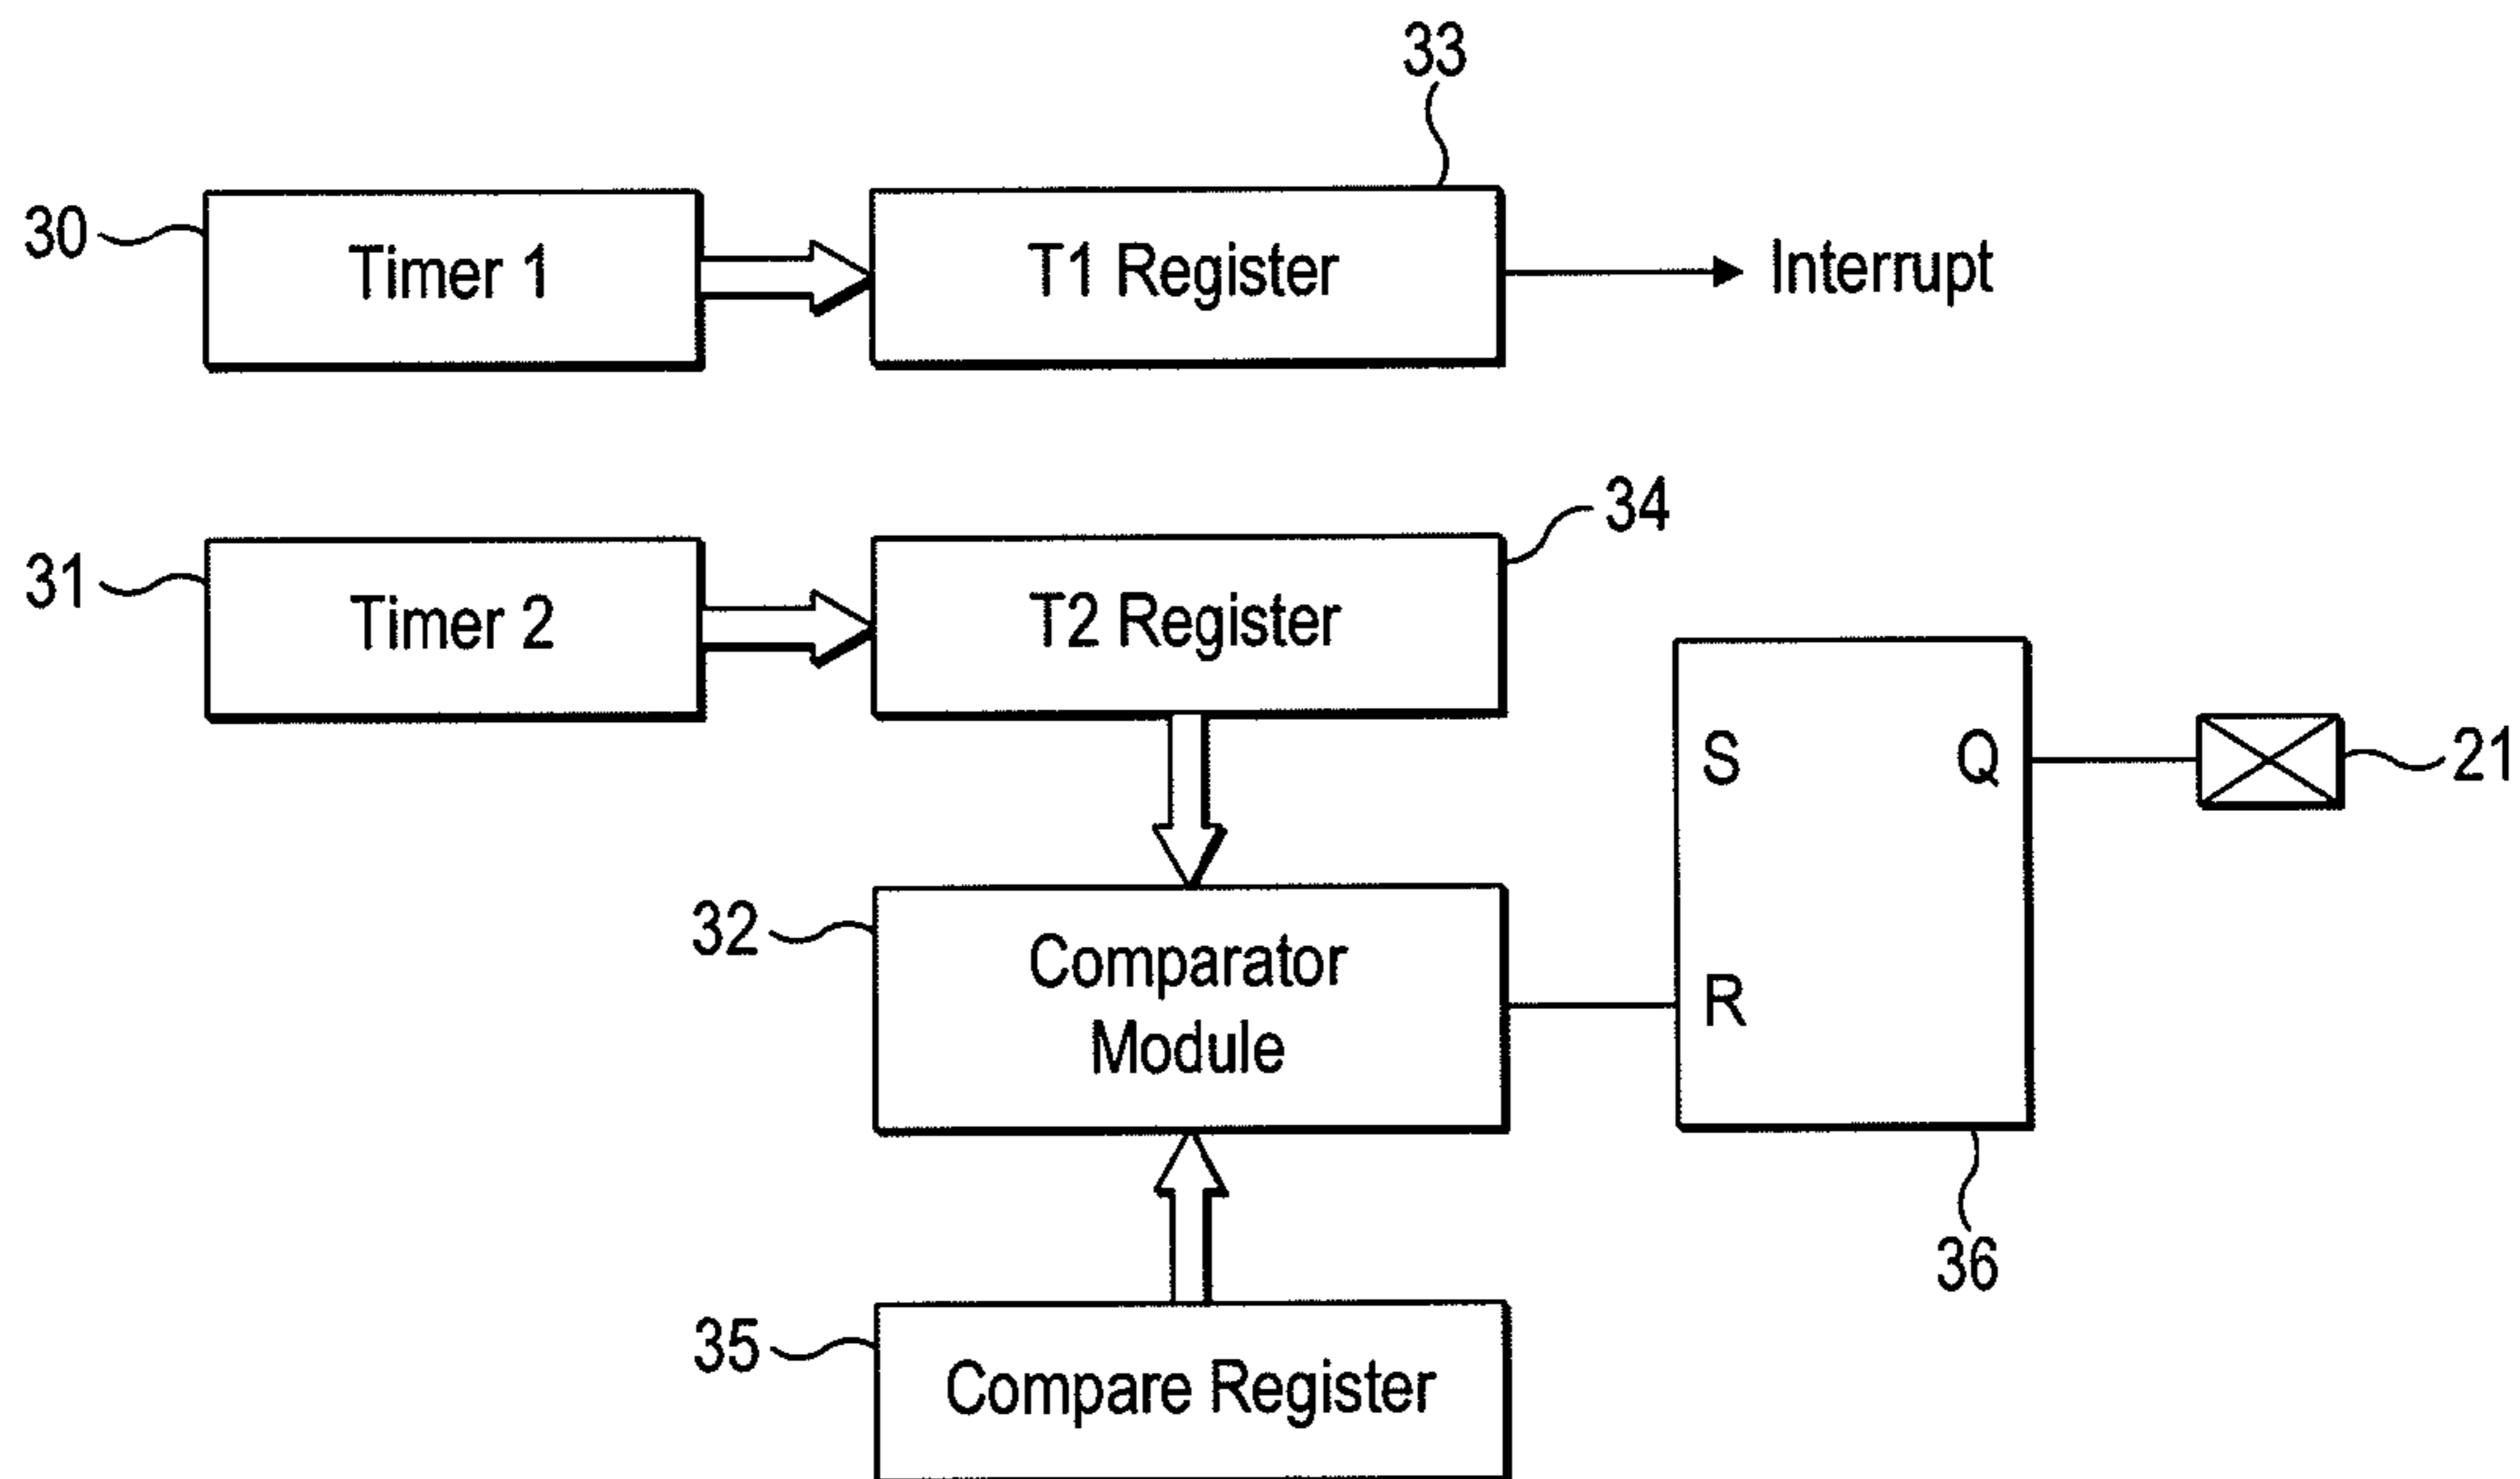 33
30
Timer 1
T1 Register
Interrupt
34
31
Timer 2
T2 Register
S
Q
21
32
Comparator
Module
R
36
35
Compare Register